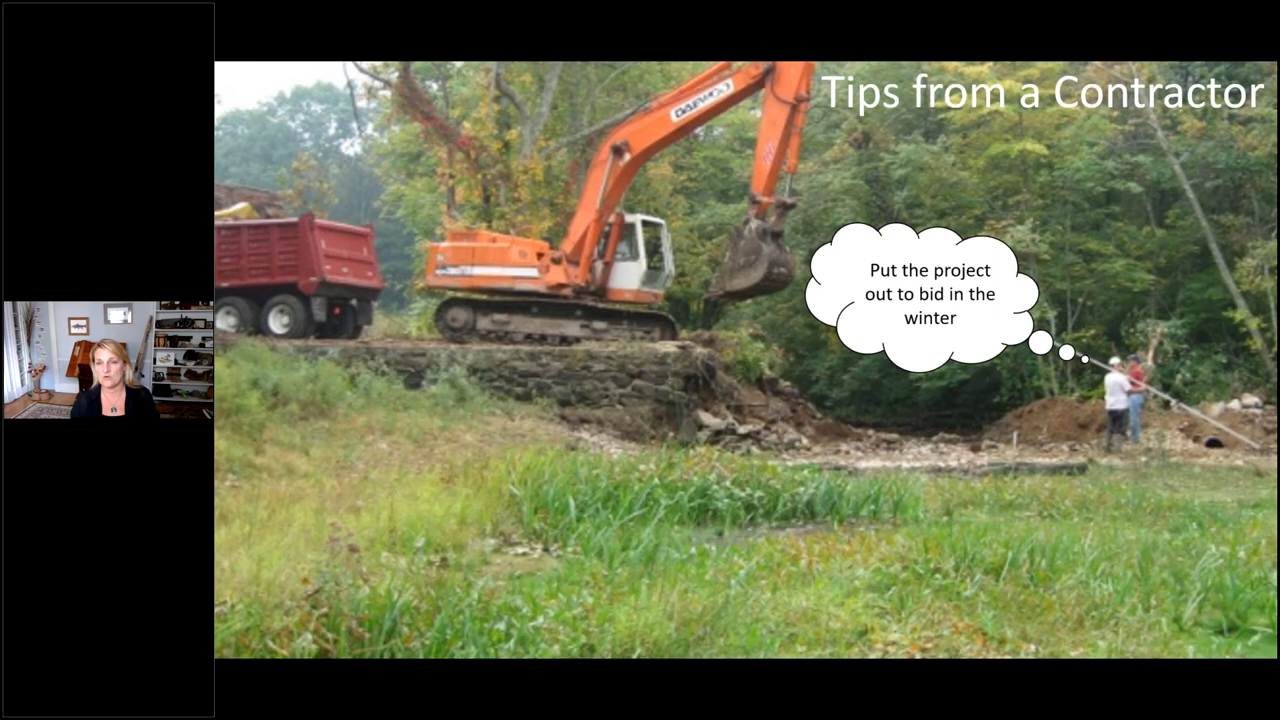 Tips from a Contractor
DAEWOO
Put the project
out to bid in the
winter